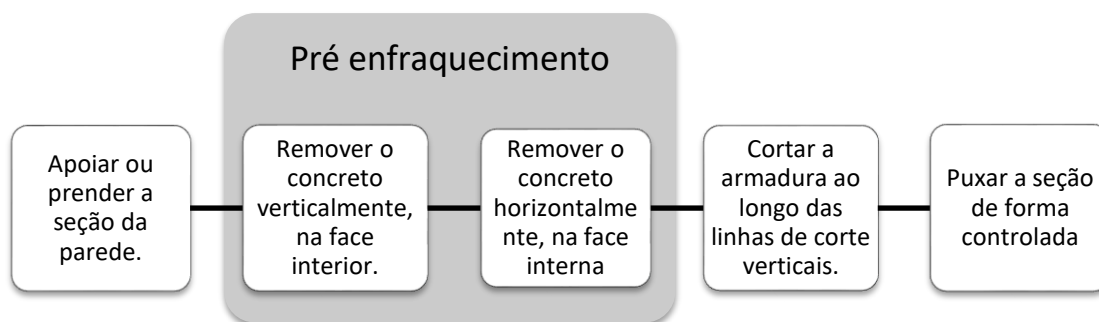 Pré enfraquecimento
Apoiar ou
prender a
seção da
parede.
Remover o
concreto
verticalmente,
na face
interior.
Remover o
concreto
horizontalme
nte, na face
interna
Cortar a
armadura ao
longo das
linhas de corte
verticais.
Puxar a seção
de forma
controlada